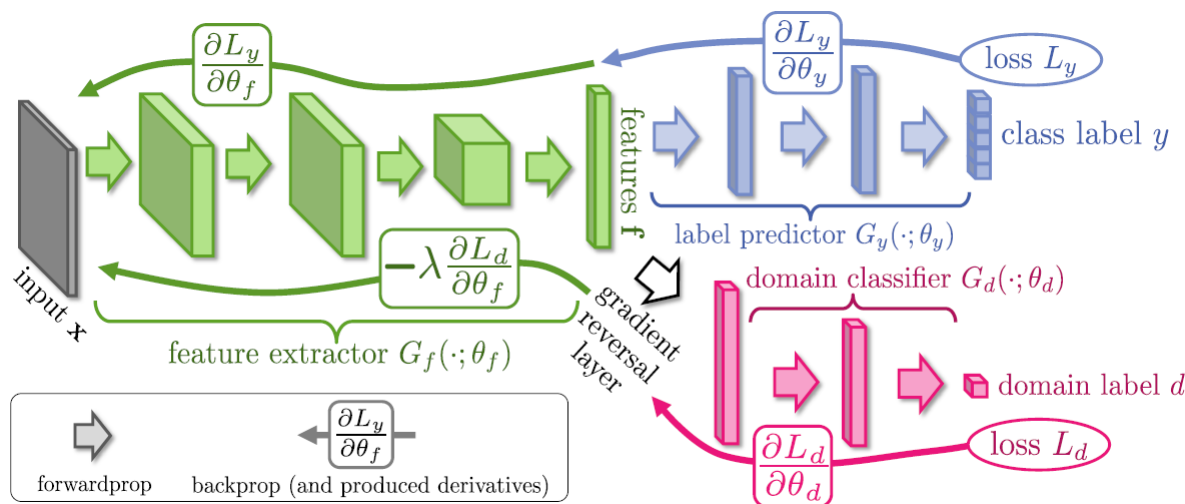 ∂L_y/∂θ_f
∂L_y/∂θ_y
loss L_y
features f
class label y
label predictor G_y(·; θ_y)
input x
−λ ∂L_d/∂θ_f
feature extractor G_f(·; θ_f)
gradient
reversal
layer
domain classifier G_d(·; θ_d)
domain label d
∂L_d/∂θ_d
loss L_d
∂L_y/∂θ_f
forwardprop
backprop (and produced derivatives)